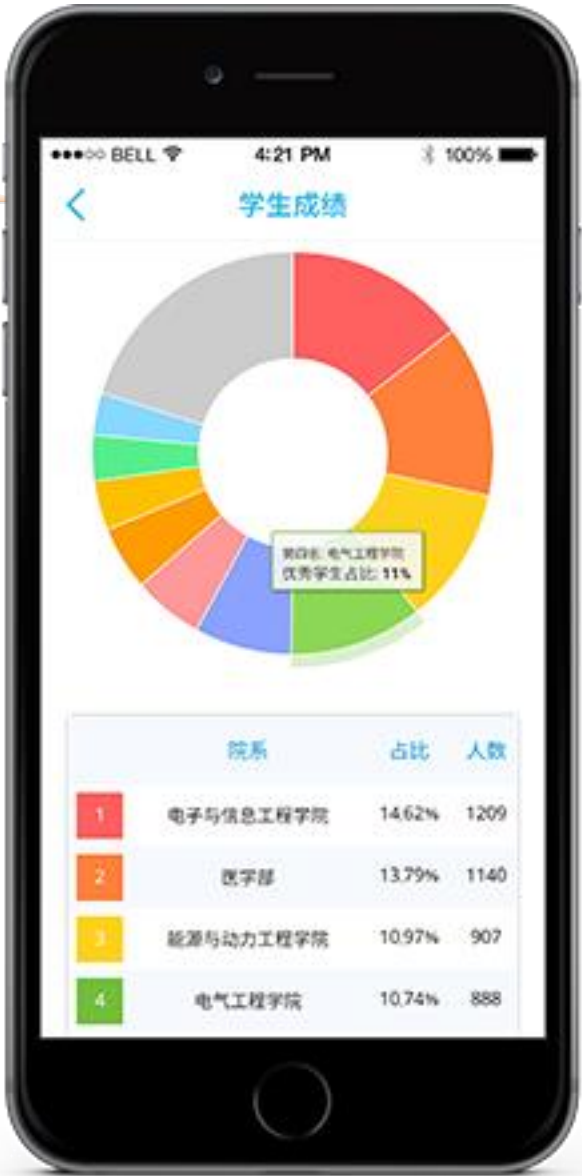 BELL 4:21 PM 100%
学生成绩
第四名: 电气工程学院
优秀学生占比: 11%
院系 占比 人数
1 电子与信息工程学院 14.62% 1209
2 医学部 13.79% 1140
3 能源与动力工程学院 10.97% 907
4 电气工程学院 10.74% 888